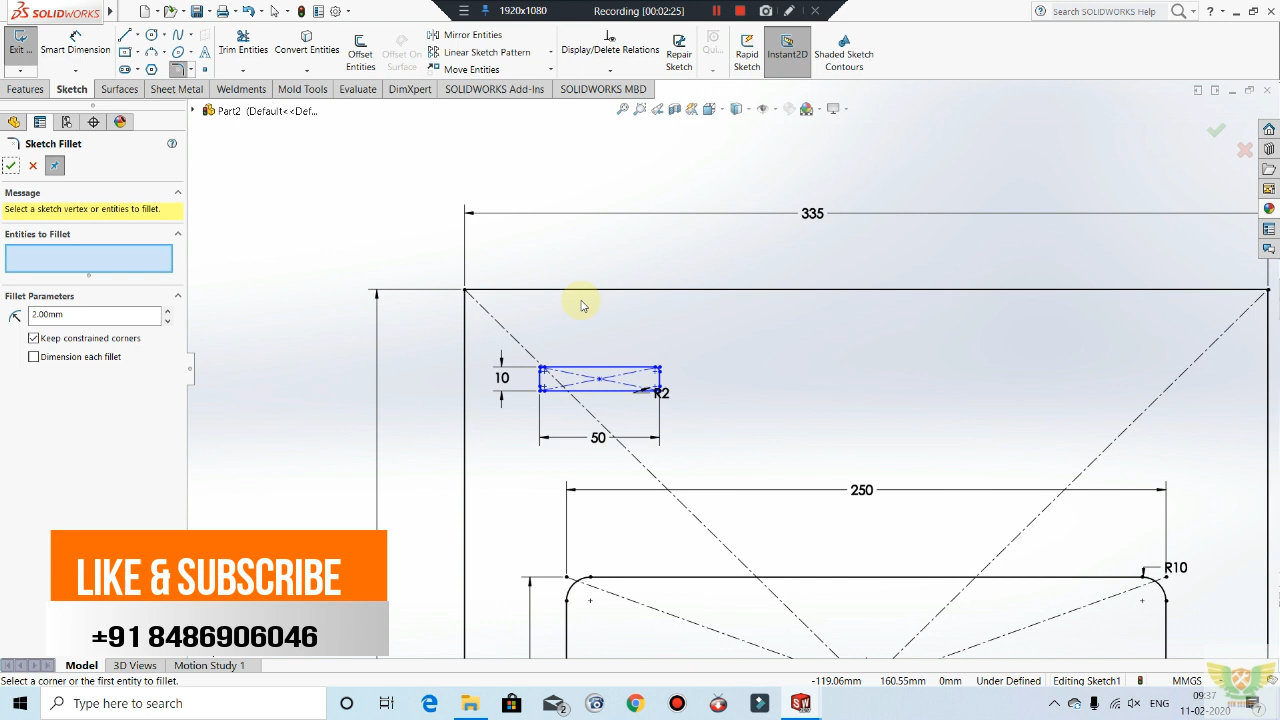 SOLIDWORKS
1920x1080
Recording [00:02:25]
Search SOLIDWORKS Help
Exit...
Smart Dimension
Trim Entities
Convert Entities
Offset Entities
Offset On Surface
Mirror Entities
Linear Sketch Pattern
Move Entities
Display/Delete Relations
Repair Sketch
Qui...
Rapid Sketch
Instant2D
Shaded Sketch Contours
Features
Sketch
Surfaces
Sheet Metal
Weldments
Mold Tools
Evaluate
DimXpert
SOLIDWORKS Add-Ins
SOLIDWORKS MBD
Part2 (Default<<Def...
Sketch Fillet
Message
Select a sketch vertex or entities to fillet.
Entities to Fillet
Fillet Parameters
2.00mm
Keep constrained corners
Dimension each fillet
335
10
R2
50
250
R10
LIKE & SUBSCRIBE
+91 8486906046
Model
3D Views
Motion Study 1
Select a corner or the first entity to fillet.
-119.06mm
160.55mm
0mm
Under Defined
Editing Sketch1
MMGS
Type here to search
2
ENG
09:37
11-02-2020
7